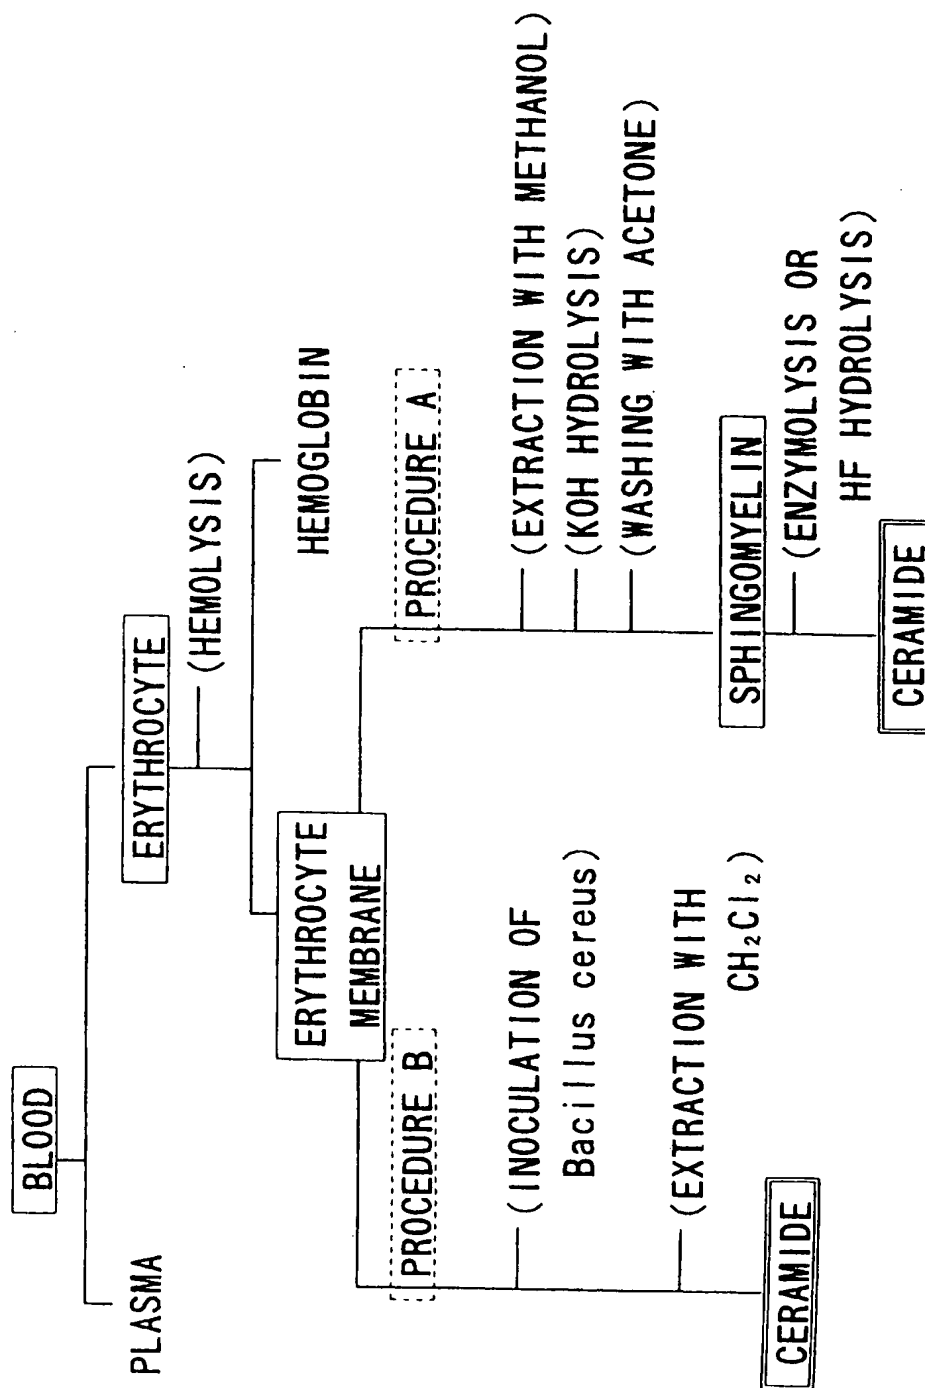 BLOOD
PLASMA
ERYTHROCYTE
(HEMOLYSIS)
ERYTHROCYTE
MEMBRANE
HEMOGLOBIN
PROCEDURE B
(INOCULATION OF
Bacillus cereus)
(EXTRACTION WITH
CH₂Cl₂)
CERAMIDE
PROCEDURE A
(EXTRACTION WITH METHANOL)
(KOH HYDROLYSIS)
(WASHING WITH ACETONE)
SPHINGOMYELIN
(ENZYMOLYSIS OR
HF HYDROLYSIS)
CERAMIDE